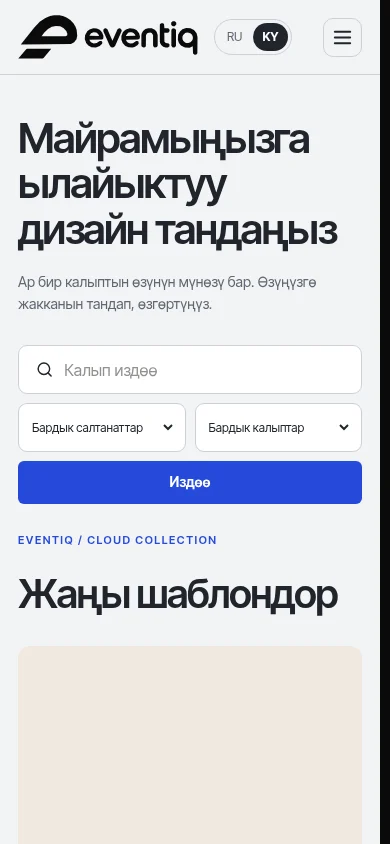 eventiq
RU
KY
Майрамыңызга
ылайыктуу
дизайн тандаңыз
Ар бир калыптын өзүнүн мүнөзү бар. Өзүңүзгө
жакканын тандап, өзгөртүңүз.
Калып издөө
Бардык салтанаттар
Бардык калыптар
Издөө
EVENTIQ / CLOUD COLLECTION
Жаңы шаблондор